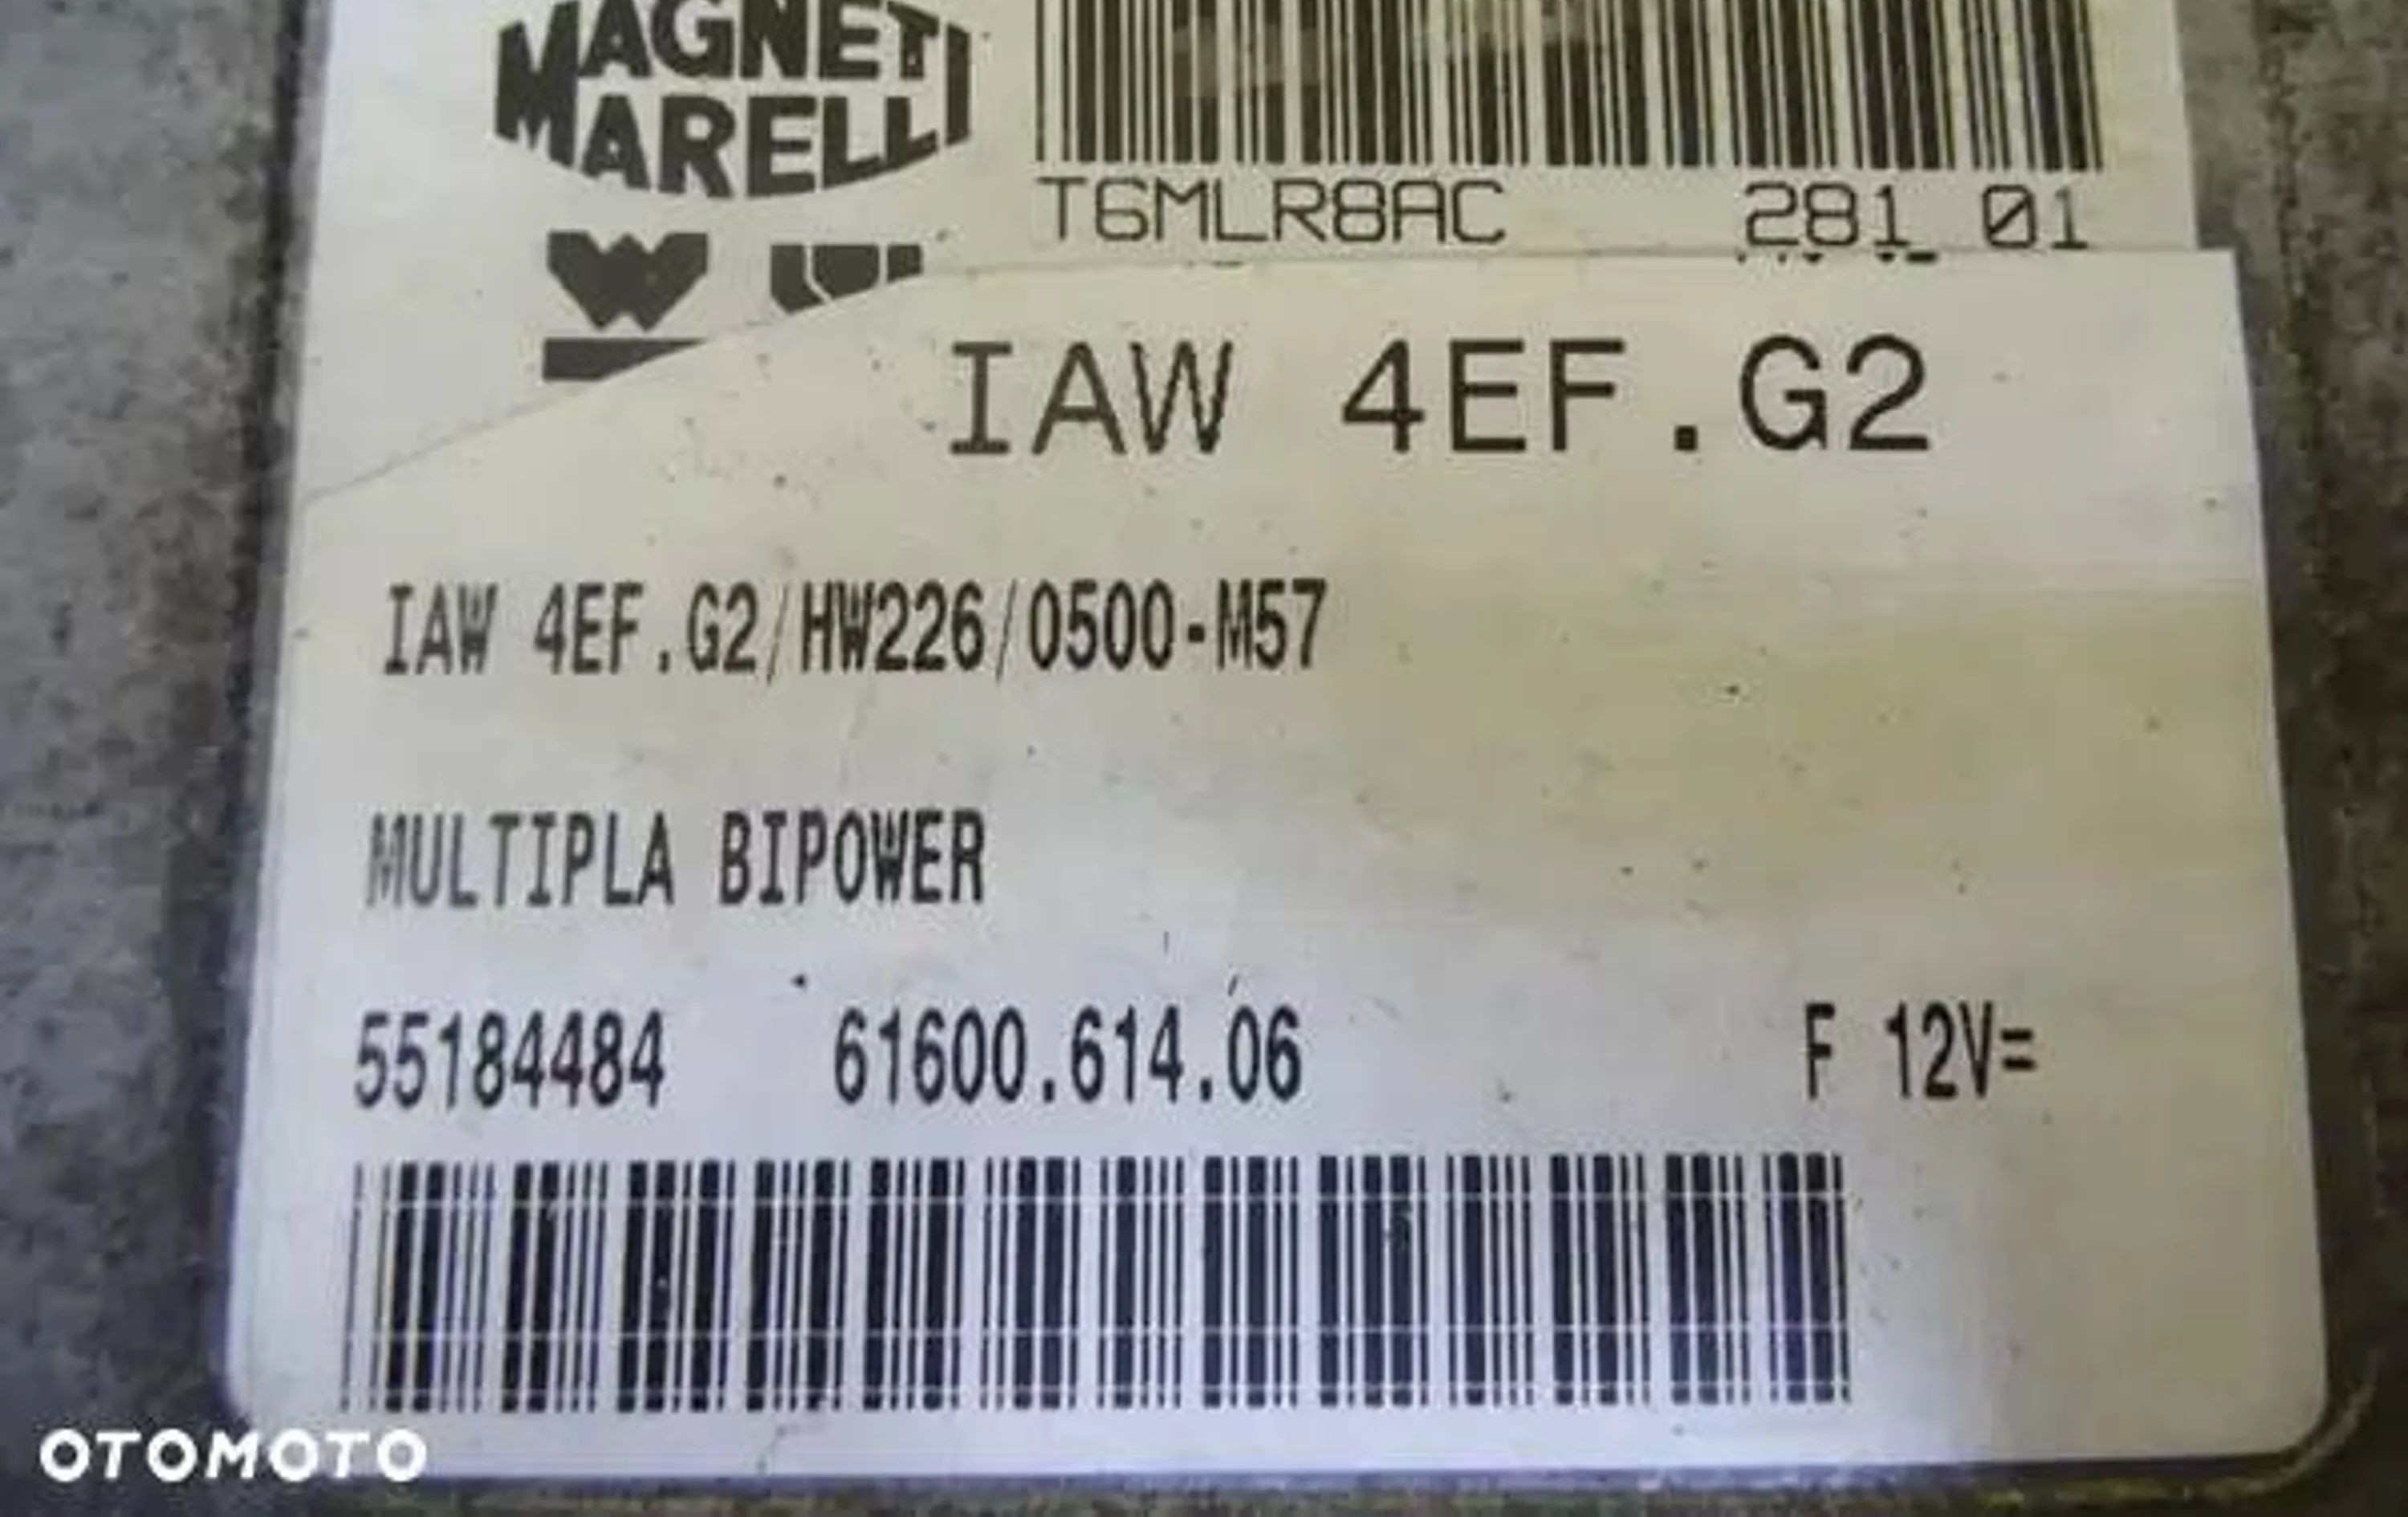 MAGNETI
MARELLI
T6MLR8AC 281 01
IAW 4EF.G2
IAW 4EF.G2/HW226/0500-M57
MULTIPLA BIPOWER
55184484 61600.614.06 F 12V=
OTOMOTO